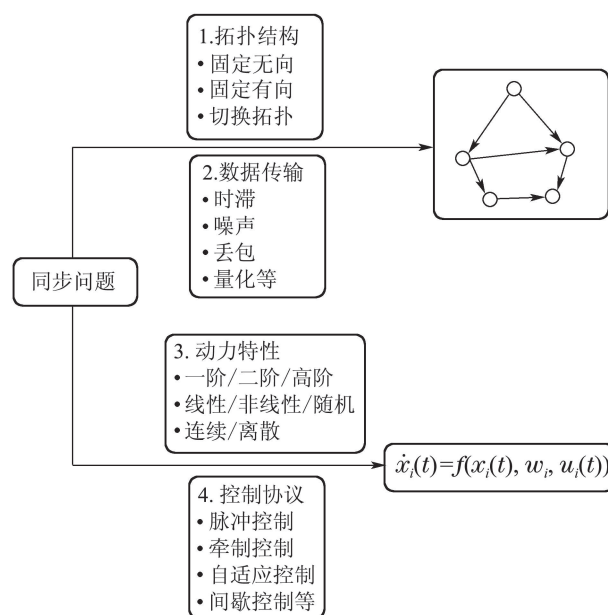 1.拓扑结构
• 固定无向
• 固定有向
• 切换拓扑
2.数据传输
• 时滞
• 噪声
• 丢包
• 量化等
同步问题
3. 动力特性
• 一阶/二阶/高阶
• 线性/非线性/随机
• 连续/离散
ẋᵢ(t)=f(xᵢ(t), wᵢ, uᵢ(t))
4. 控制协议
• 脉冲控制
• 牵制控制
• 自适应控制
• 间歇控制等